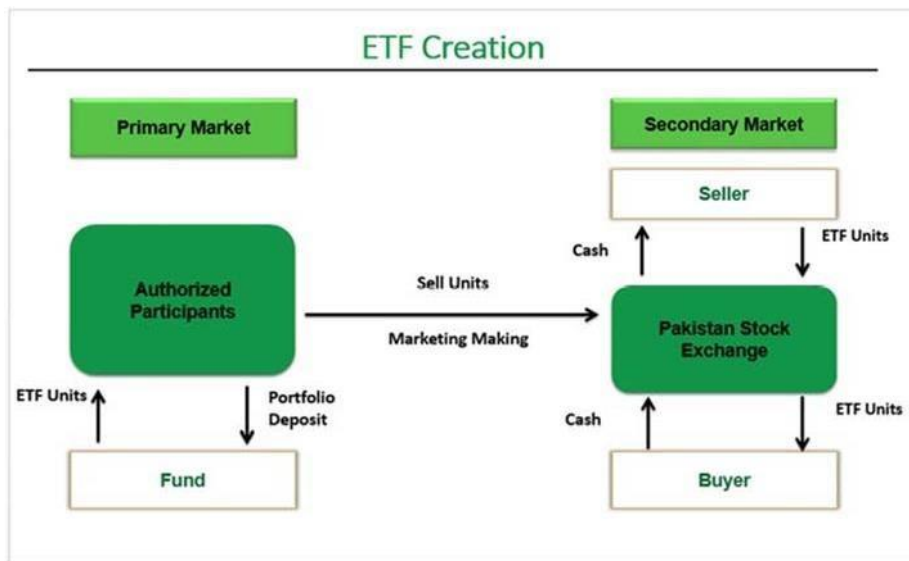 ETF Creation
Primary Market
Secondary Market
Seller
Cash
ETF Units
Authorized
Participants
Sell Units
Marketing Making
Pakistan Stock
Exchange
ETF Units
Portfolio
Deposit
Cash
ETF Units
Fund
Buyer